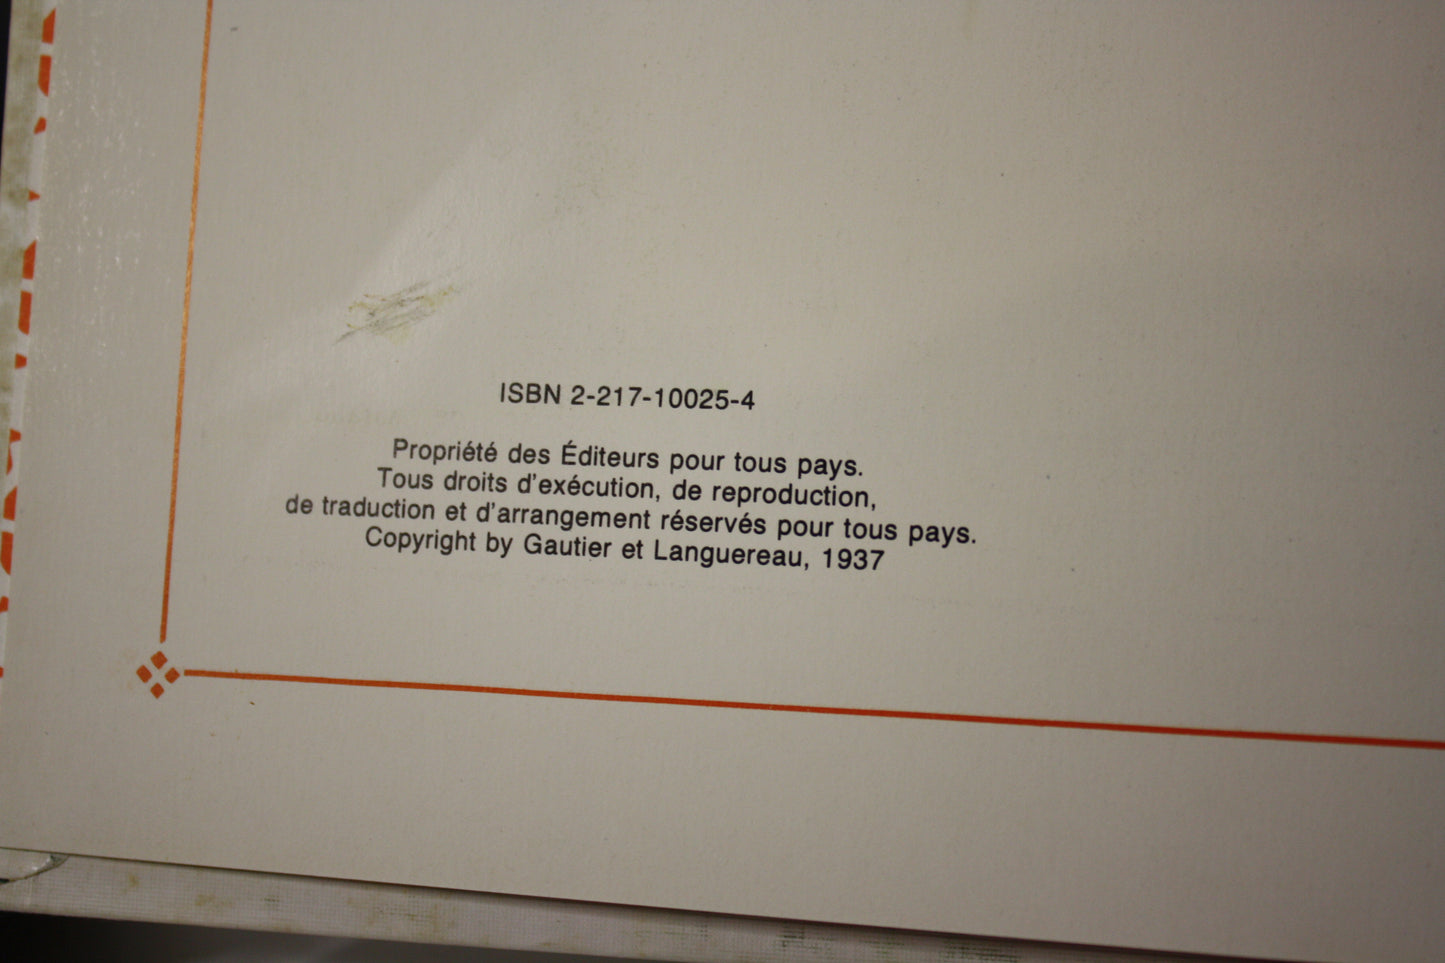 ISBN 2-217-10025-4
Propriété des Éditeurs pour tous pays.
Tous droits d'exécution, de reproduction,
de traduction et d'arrangement réservés pour tous pays.
Copyright by Gautier et Languereau, 1937